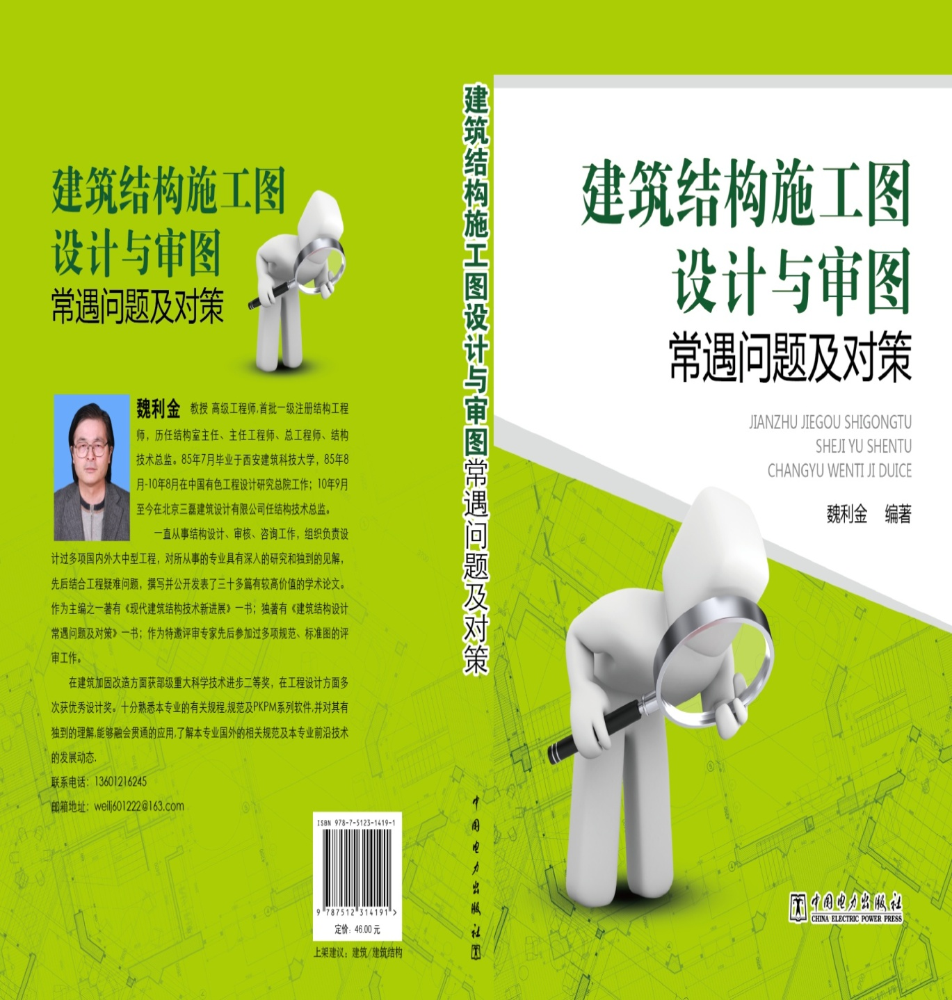 建筑结构施工图
设计与审图
常遇问题及对策
魏利金 教授 高级工程师,首批一级注册结构工程
师，历任结构室主任、主任工程师、总工程师、结构
技术总监。85年7月毕业于西安建筑科技大学，85年8
月-10年8月在中国有色工程设计研究总院工作；10年9月
至今在北京三磊建筑设计有限公司任结构技术总监。
一直从事结构设计、审核、咨询工作，组织负责设
计过多项国内外大中型工程，对所从事的专业具有深入的研究和独到的见解，
先后结合工程疑难问题，撰写并公开发表了三十多篇有较高价值的学术论文。
作为主编之一著有《现代建筑结构技术新进展》一书；独著有《建筑结构设计
常遇问题及对策》一书；作为特邀评审专家先后参加过多项规范、标准图的评
审工作。
在建筑加固改造方面获部级重大科学技术进步二等奖，在工程设计方面多
次获优秀设计奖。十分熟悉本专业的有关规程,规范及PKPM系列软件,并对其有
独到的理解,能够融会贯通的应用,了解本专业国外的相关规范及本专业前沿技术
的发展动态.
联系电话：13601216245
邮箱地址：weilj601222@163.com
ISBN 978-7-5123-1419-1
9 787512 314191 >
定价：46.00 元
上架建议：建筑/建筑结构
建筑结构施工图设计与审图常遇问题及对策
中国电力出版社
建筑结构施工图
设计与审图
常遇问题及对策
JIANZHU JIEGOU SHIGONGTU
SHEJI YU SHENTU
CHANGYU WENTI JI DUICE
魏利金 编著
中国电力出版社
CHINA ELECTRIC POWER PRESS